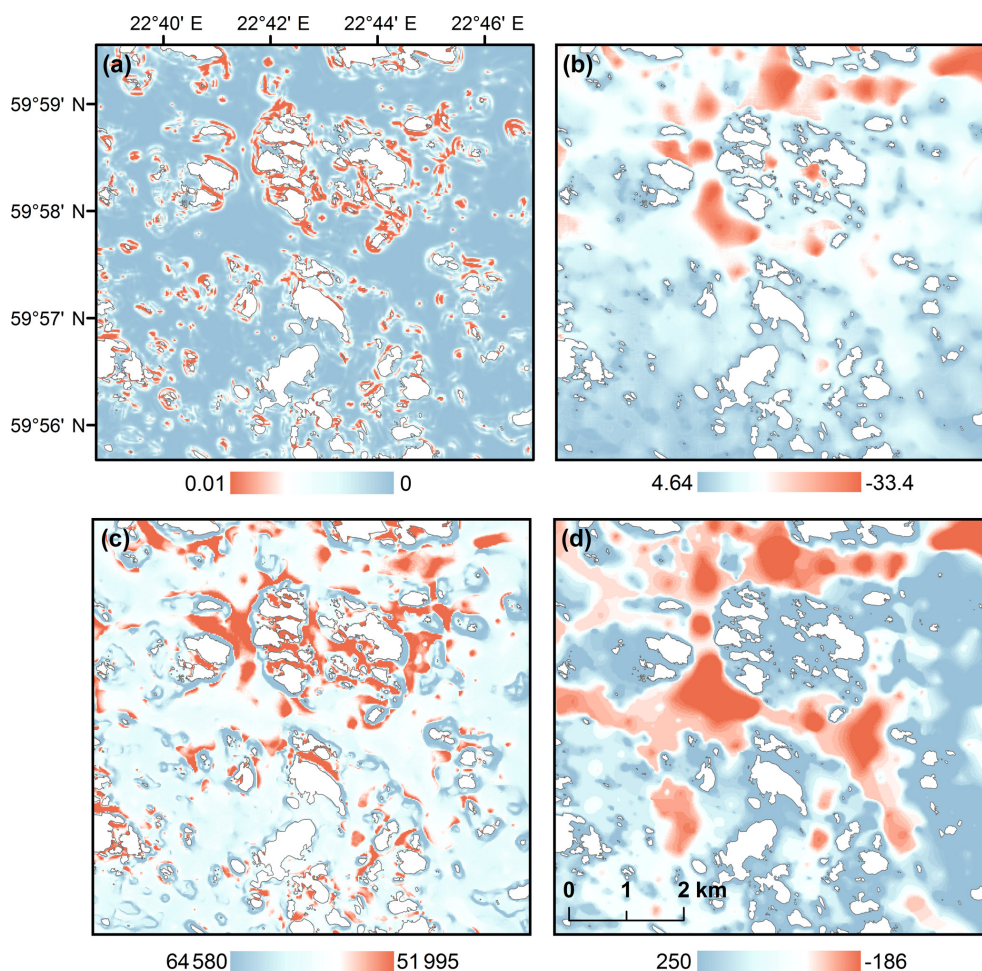 22°40' E 22°42' E 22°44' E 22°46' E
(a) (b)
59°59' N
59°58' N
59°57' N
59°56' N
0.01 0 4.64 -33.4
(c) (d)
0 1 2 km
64 580 51 995 250 -186